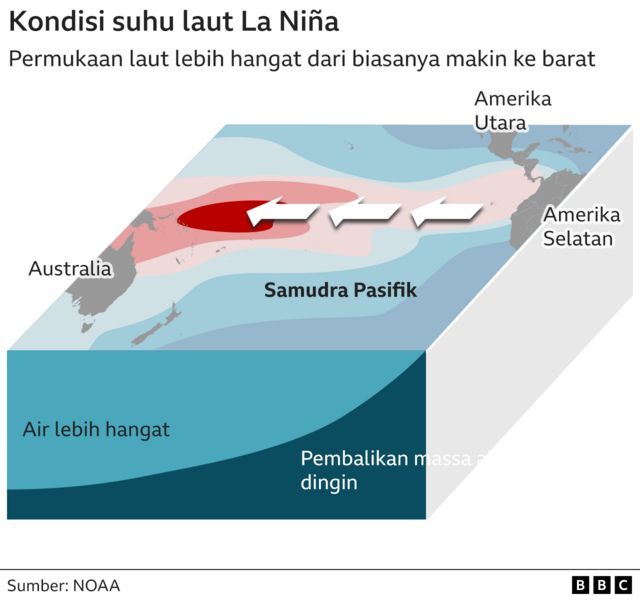 Kondisi suhu laut La Niña
Permukaan laut lebih hangat dari biasanya makin ke barat
Amerika
Utara
Amerika
Selatan
Australia
Samudra Pasifik
Air lebih hangat
Pembalikan massa
dingin
Sumber: NOAA
BBC